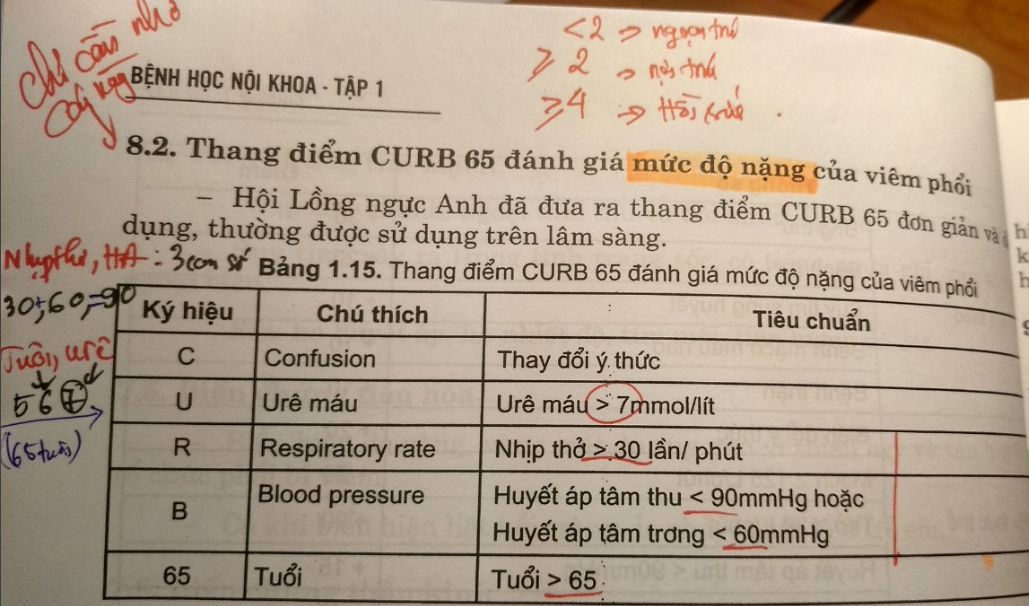 chỉ cần nhớ
<2 => ngoại trú
≥ 2 => nội trú
≥4 => Hồi sức.
BỆNH HỌC NỘI KHOA - TẬP 1
8.2. Thang điểm CURB 65 đánh giá mức độ nặng của viêm phổi
– Hội Lồng ngực Anh đã đưa ra thang điểm CURB 65 đơn giản và
dụng, thường được sử dụng trên lâm sàng.
Nhịp thở, HA: 3 con số
30, 60, 90
Bảng 1.15. Thang điểm CURB 65 đánh giá mức độ nặng của viêm phổi
Ký hiệu Chú thích Tiêu chuẩn
Tuổi, urê
C Confusion Thay đổi ý thức
5 6 7
U Urê máu Urê máu > 7mmol/lít
(65 tuổi)
R Respiratory rate Nhịp thở > 30 lần/ phút
B Blood pressure Huyết áp tâm thu < 90mmHg hoặc
Huyết áp tâm trơng < 60mmHg
65 Tuổi Tuổi > 65